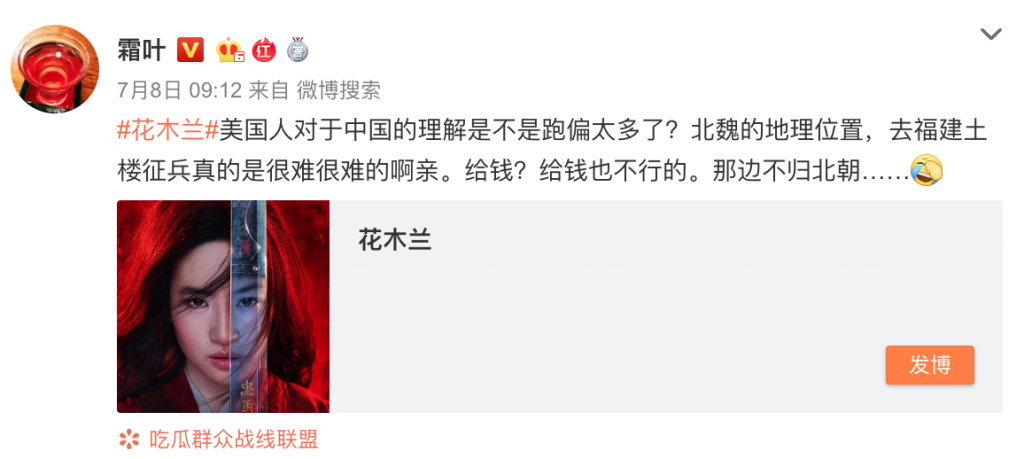 霜叶
7月8日 09:12 来自 微博搜索
#花木兰#美国人对于中国的理解是不是跑偏太多了？北魏的地理位置，去福建土
楼征兵真的是很难很难的啊亲。给钱？给钱也不行的。那边不归北朝……
花木兰
忠勇
发博
吃瓜群众战线联盟